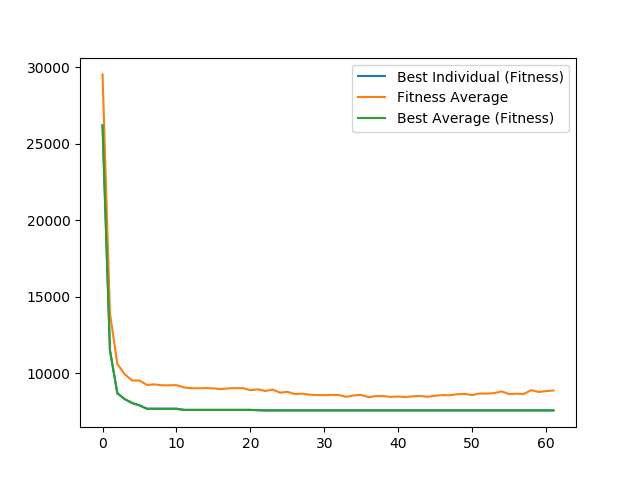 30000
25000
20000
15000
10000
0 10 20 30 40 50 60
Best Individual (Fitness)
Fitness Average
Best Average (Fitness)